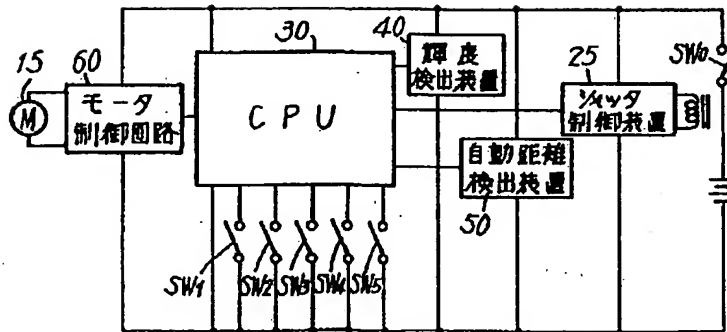 30
40
輝度
検出装置
SW0
15
60
25
M
モータ
制御回路
CPU
シャッタ
制御装置
自動距離
検出装置
50
SW1
SW2
SW3
SW4
SW5